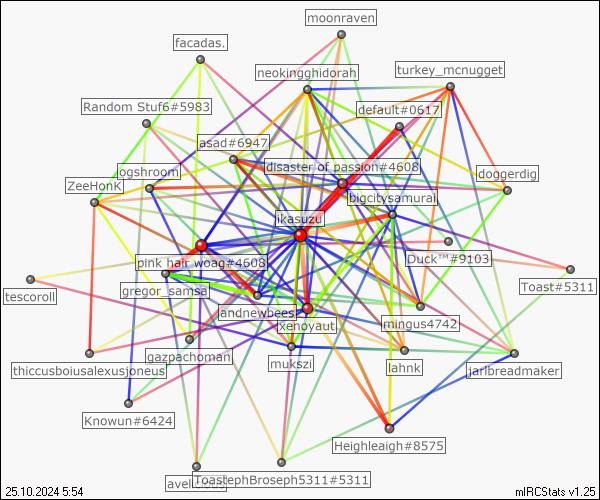 moonraven
facadas.
neokingghidorah
turkey_mcnugget
Random Stuf6#5983
default#0617
asad#6947
disaster of passion#4608
ogshroom
doggerdig
ZeeHonK
bigcitysamurai
ikasuzu
pink hair woag#4608
Duck™#9103
Toast#5311
tescoroll
gregor_samsa
andnewbees
xenoyaut
mingus4742
gazpachoman
mukszi
lahnk
jarlbreadmaker
thiccusboiusalexusjoneus
Knowun#6424
Heighleaigh#8575
ToastephBroseph5311#5311
25.10.2024 5:54
mIRCStats v1.25